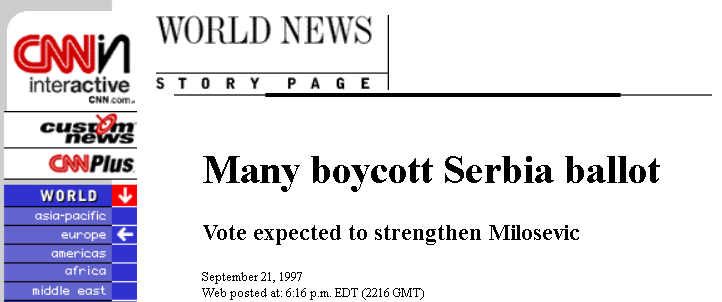 CNNin
interactive
CNN.com
custom
news
CNNPlus
WORLD
asia-pacific
europe
americas
africa
middle east
WORLD NEWS
STORY PAGE
Many boycott Serbia ballot
Vote expected to strengthen Milosevic
September 21, 1997
Web posted at: 6:16 p.m. EDT (2216 GMT)